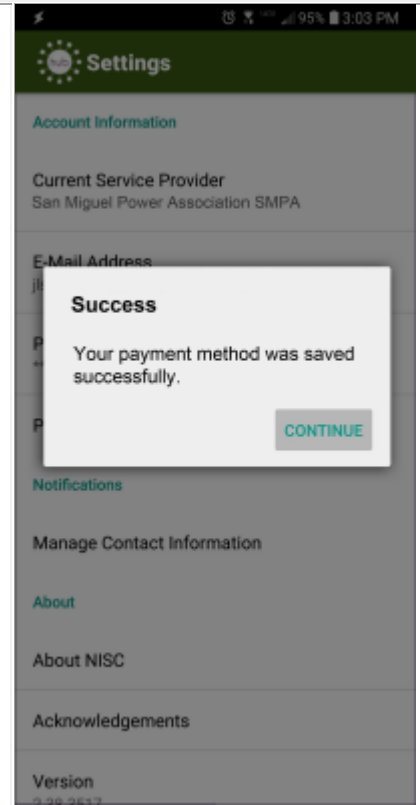 95% 3:03 PM
hub Settings
Account Information
Current Service Provider
San Miguel Power Association SMPA
E-Mail Address
Success
Your payment method was saved
successfully.
CONTINUE
Notifications
Manage Contact Information
About
About NISC
Acknowledgements
Version